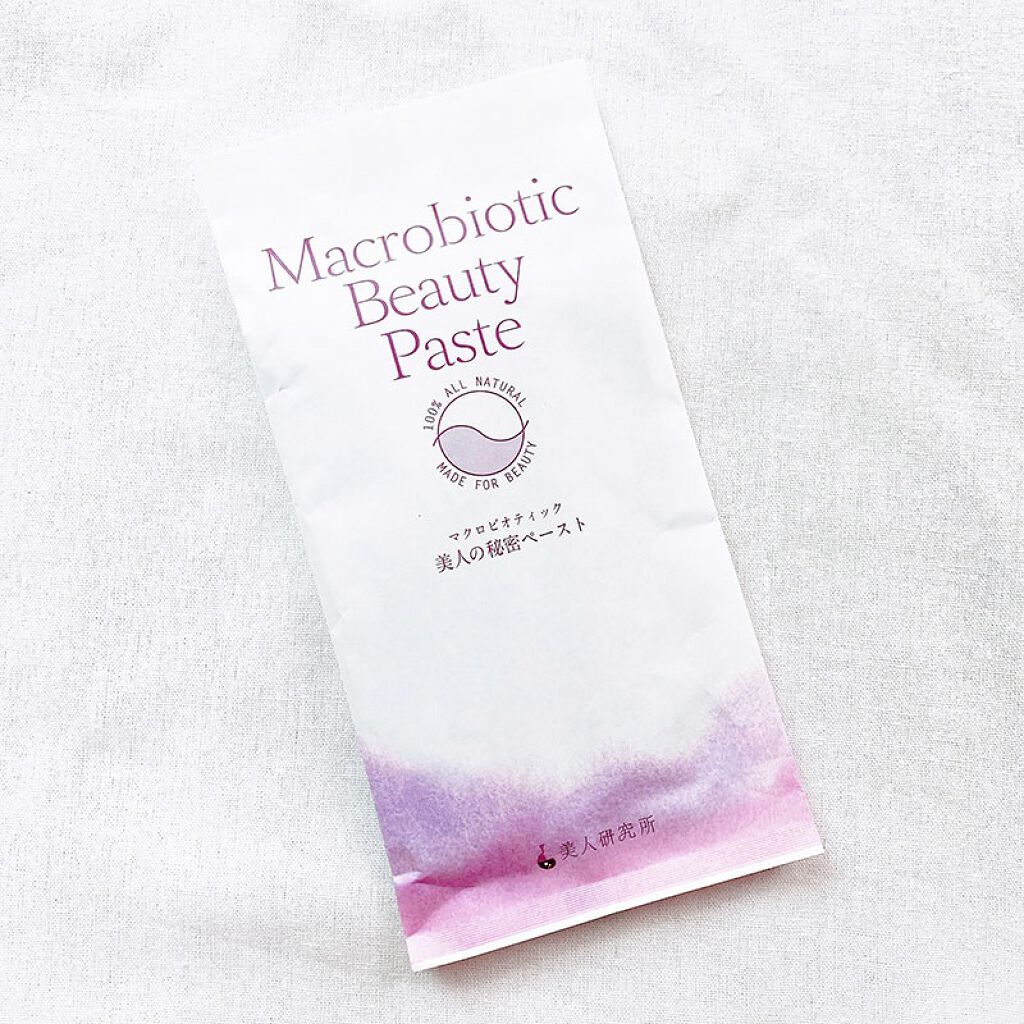 Macrobiotic
Beauty
Paste
100% ALL NATURAL
MADE FOR BEAUTY
マクロビオティック
美人の秘密ペースト
美人研究所